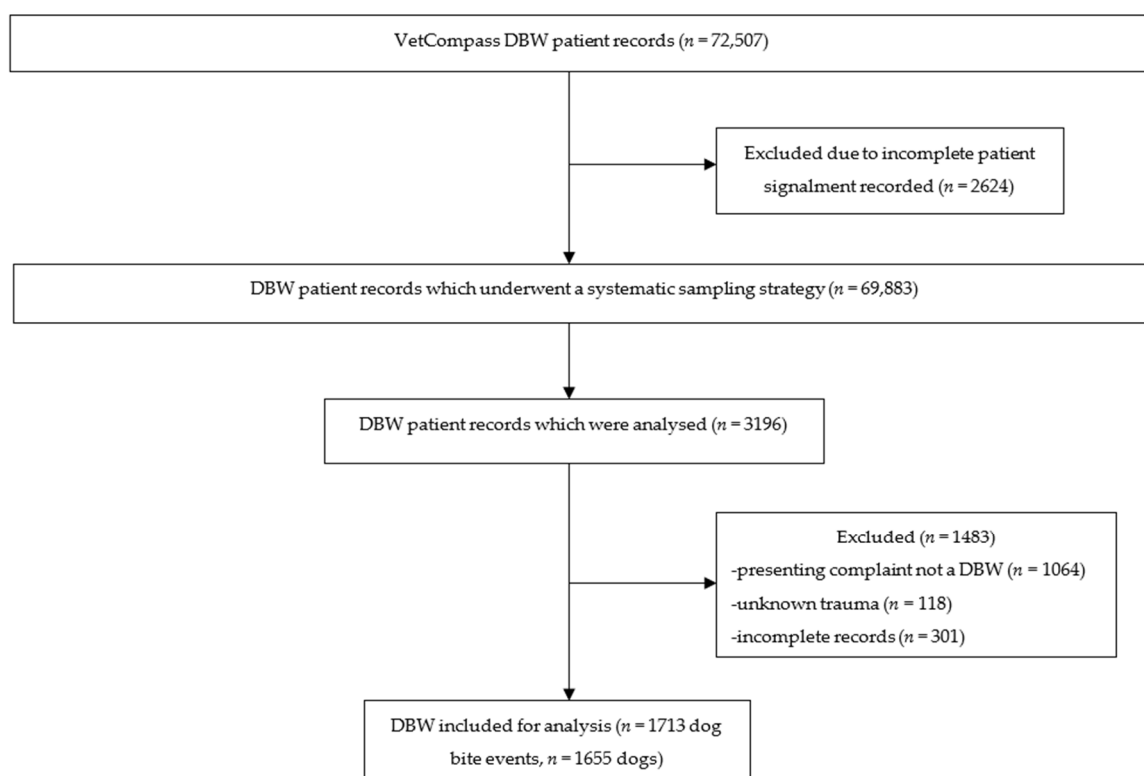 VetCompass DBW patient records (n = 72,507)
Excluded due to incomplete patient
signalment recorded (n = 2624)
DBW patient records which underwent a systematic sampling strategy (n = 69,883)
DBW patient records which were analysed (n = 3196)
Excluded (n = 1483)
-presenting complaint not a DBW (n = 1064)
-unknown trauma (n = 118)
-incomplete records (n = 301)
DBW included for analysis (n = 1713 dog
bite events, n = 1655 dogs)